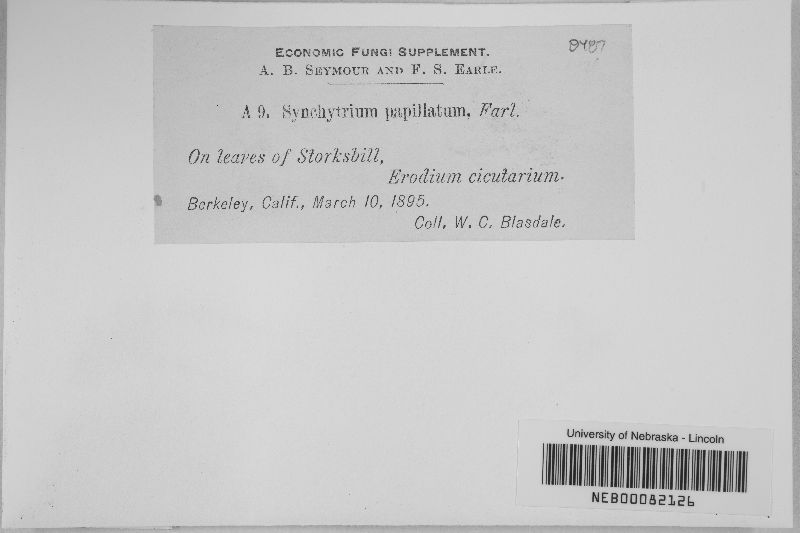 Economic Fungi Supplement.
A. B. Seymour and F. S. Earle.
A 9. Synchytrium papillatum, Farl.
On leaves of Storksbill,
Erodium cicutarium.
Berkeley, Calif., March 10, 1895.
Coll. W. C. Blasdale.
University of Nebraska - Lincoln
NEB00082126